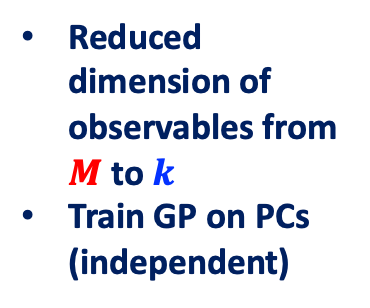 • Reduced
dimension of
observables from
M to k
• Train GP on PCs
(independent)